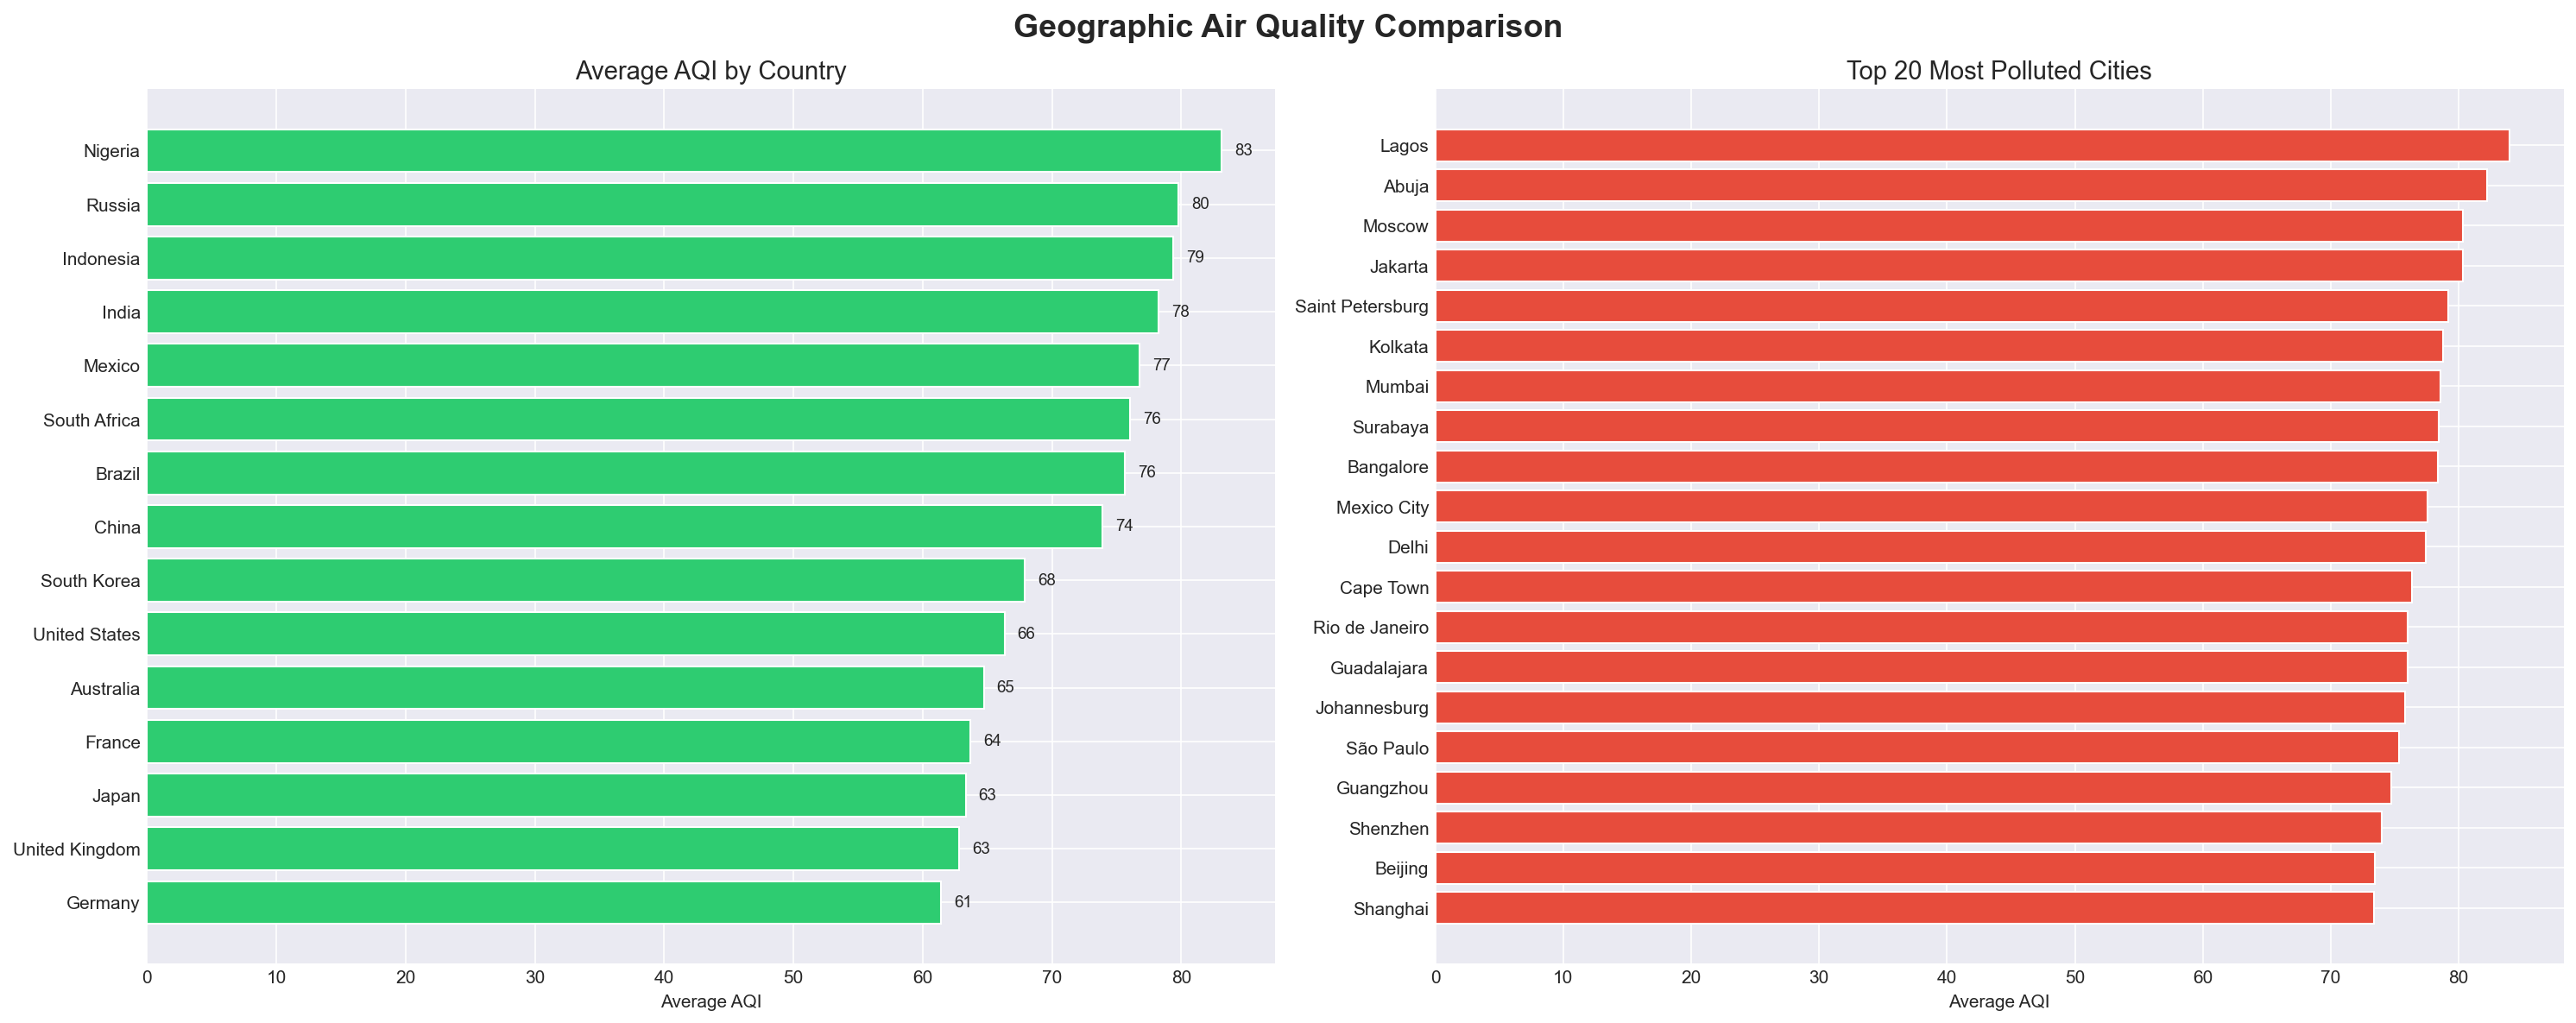 Geographic Air Quality Comparison
Average AQI by Country
Nigeria 83
Russia 80
Indonesia 79
India 78
Mexico 77
South Africa 76
Brazil 76
China 74
South Korea 68
United States 66
Australia 65
France 64
Japan 63
United Kingdom 63
Germany 61
0 10 20 30 40 50 60 70 80
Average AQI
Top 20 Most Polluted Cities
Lagos
Abuja
Moscow
Jakarta
Saint Petersburg
Kolkata
Mumbai
Surabaya
Bangalore
Mexico City
Delhi
Cape Town
Rio de Janeiro
Guadalajara
Johannesburg
São Paulo
Guangzhou
Shenzhen
Beijing
Shanghai
0 10 20 30 40 50 60 70 80
Average AQI